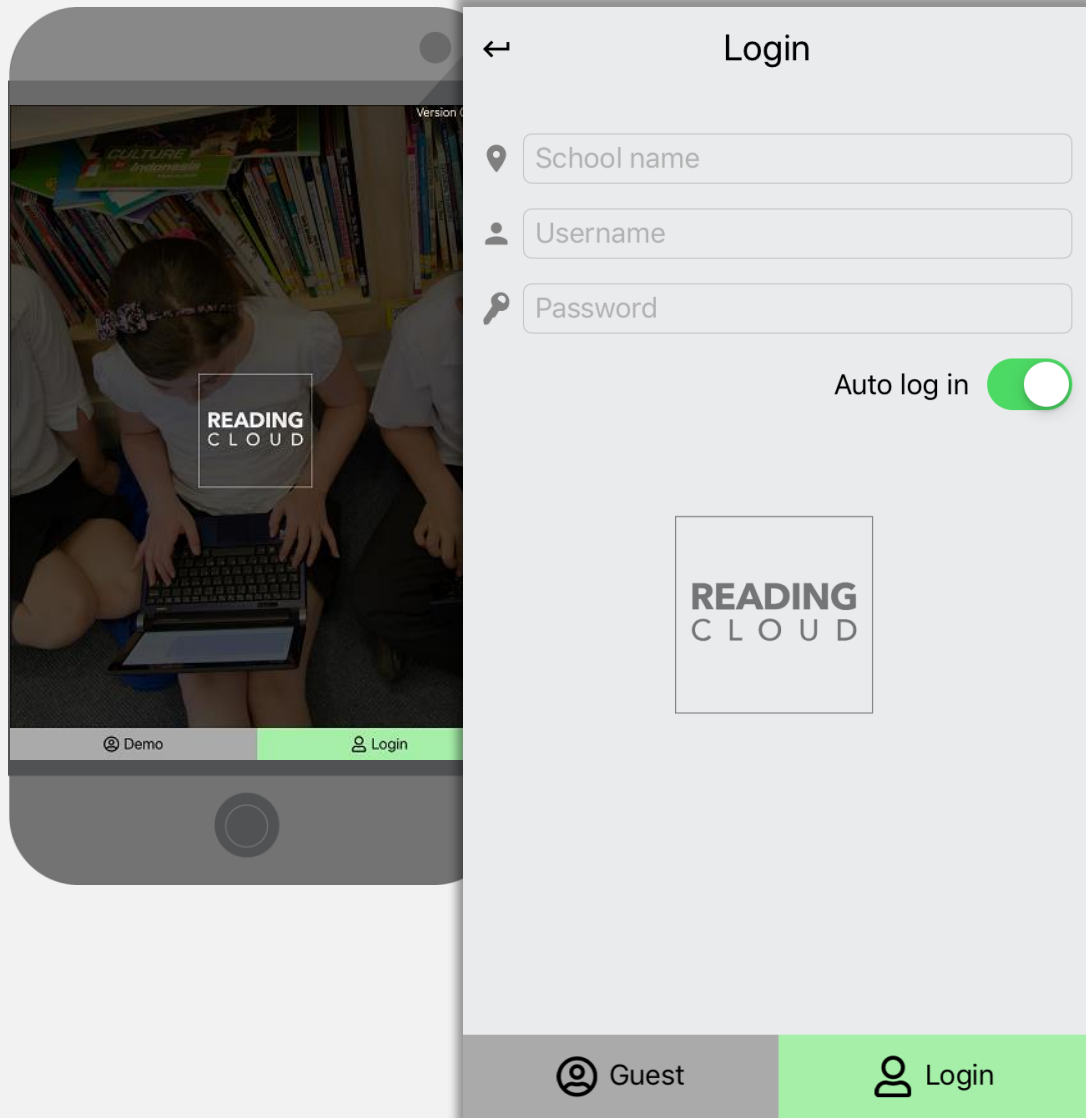 Version
CULTURE
Indonesia
READING
CLOUD
Demo
Login
Login
School name
Username
Password
Auto log in
READING
CLOUD
Guest
Login